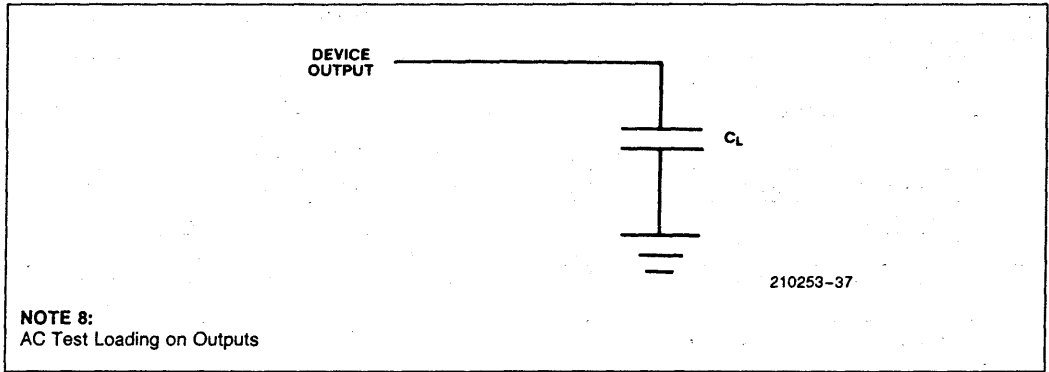 DEVICE
OUTPUT
CL
210253-37
NOTE 8:
AC Test Loading on Outputs